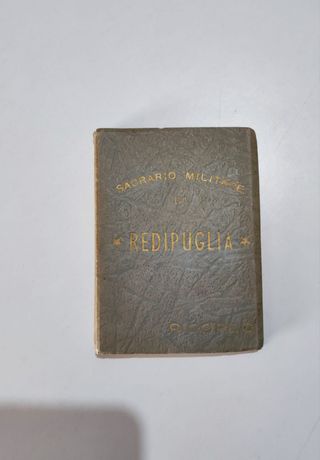 SACRARIO MILITARE
DI
★ REDIPUGLIA ★